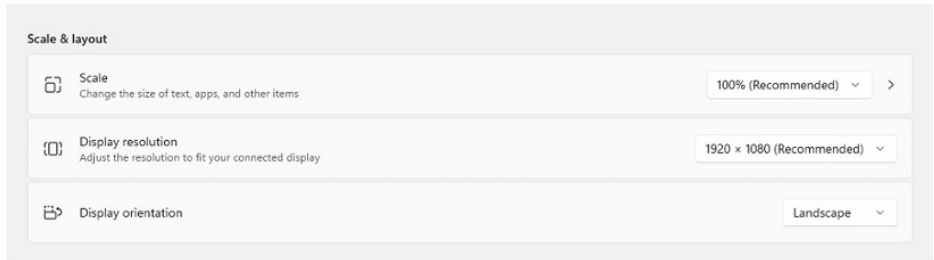 Scale & layout
Scale
Change the size of text, apps, and other items
100% (Recommended)
Display resolution
Adjust the resolution to fit your connected display
1920 × 1080 (Recommended)
Display orientation
Landscape